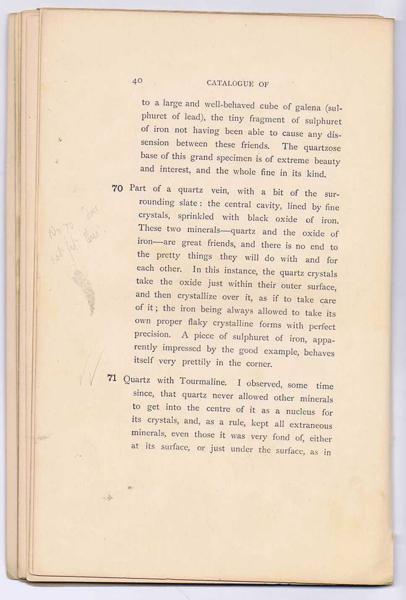 40 CATALOGUE OF
to a large and well-behaved cube of galena (sul-
phuret of lead), the tiny fragment of sulphuret
of iron not having been able to cause any dis-
sension between these friends. The quartzose
base of this grand specimen is of extreme beauty
and interest, and the whole fine in its kind.
70 Part of a quartz vein, with a bit of the sur-
rounding slate: the central cavity, lined by fine
crystals, sprinkled with black oxide of iron.
These two minerals—quartz and the oxide of
iron—are great friends, and there is no end to
the pretty things they will do with and for
each other. In this instance, the quartz crystals
take the oxide just within their outer surface,
and then crystallize over it, as if to take care
of it; the iron being always allowed to take its
own proper flaky crystalline forms with perfect
precision. A piece of sulphuret of iron, appa-
rently impressed by the good example, behaves
itself very prettily in the corner.
71 Quartz with Tourmaline. I observed, some time
since, that quartz never allowed other minerals
to get into the centre of it as a nucleus for
its crystals, and, as a rule, kept all extraneous
minerals, even those it was very fond of, either
at its surface, or just under the surface, as in